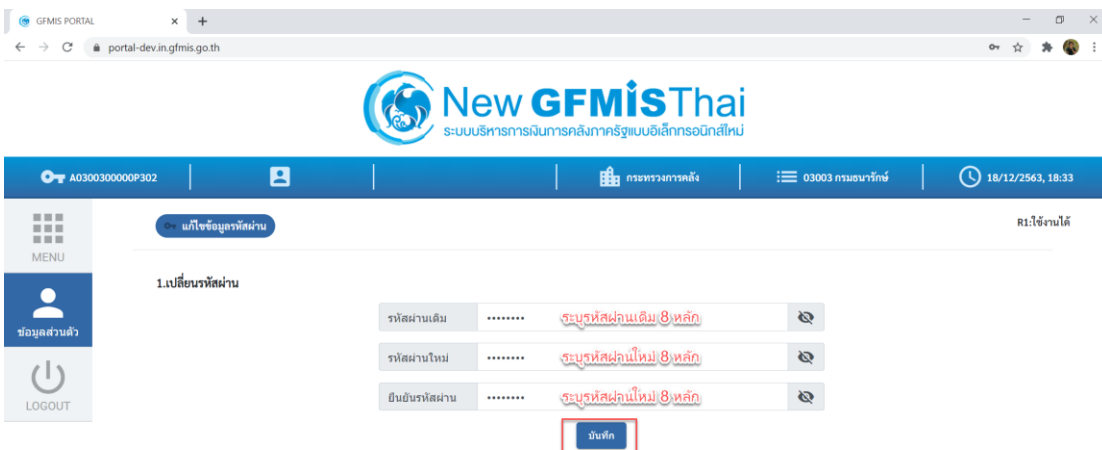 GFMIS PORTAL
portal-dev.in.gfmis.go.th
New GFMIS Thai
ระบบบริหารการเงินการคลังภาครัฐแบบอิเล็กทรอนิกส์ใหม่
A0300300000P302 กระทรวงการคลัง 03003 กรมธนารักษ์ 18/12/2563, 18:33
แก้ไขข้อมูลรหัสผ่าน R1:ใช้งานได้
MENU
1.เปลี่ยนรหัสผ่าน
ข้อมูลส่วนตัว
รหัสผ่านเดิม •••••••• ระบุรหัสผ่านเดิม 8 หลัก
รหัสผ่านใหม่ •••••••• ระบุรหัสผ่านใหม่ 8 หลัก
ยืนยันรหัสผ่าน •••••••• ระบุรหัสผ่านใหม่ 8 หลัก
LOGOUT
บันทึก